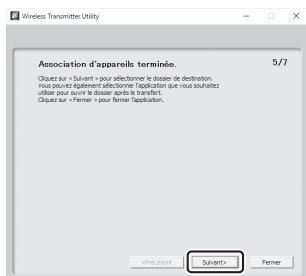 Wireless Transmitter Utility
Association d'appareils terminée. 5/7
Cliquez sur « Suivant » pour sélectionner le dossier de destination.
Vous pouvez également sélectionner l'application que vous souhaitez
utiliser pour ouvrir le dossier après le transfert.
Cliquez sur « Fermer » pour fermer l'application.
<Précédent Suivant> Fermer